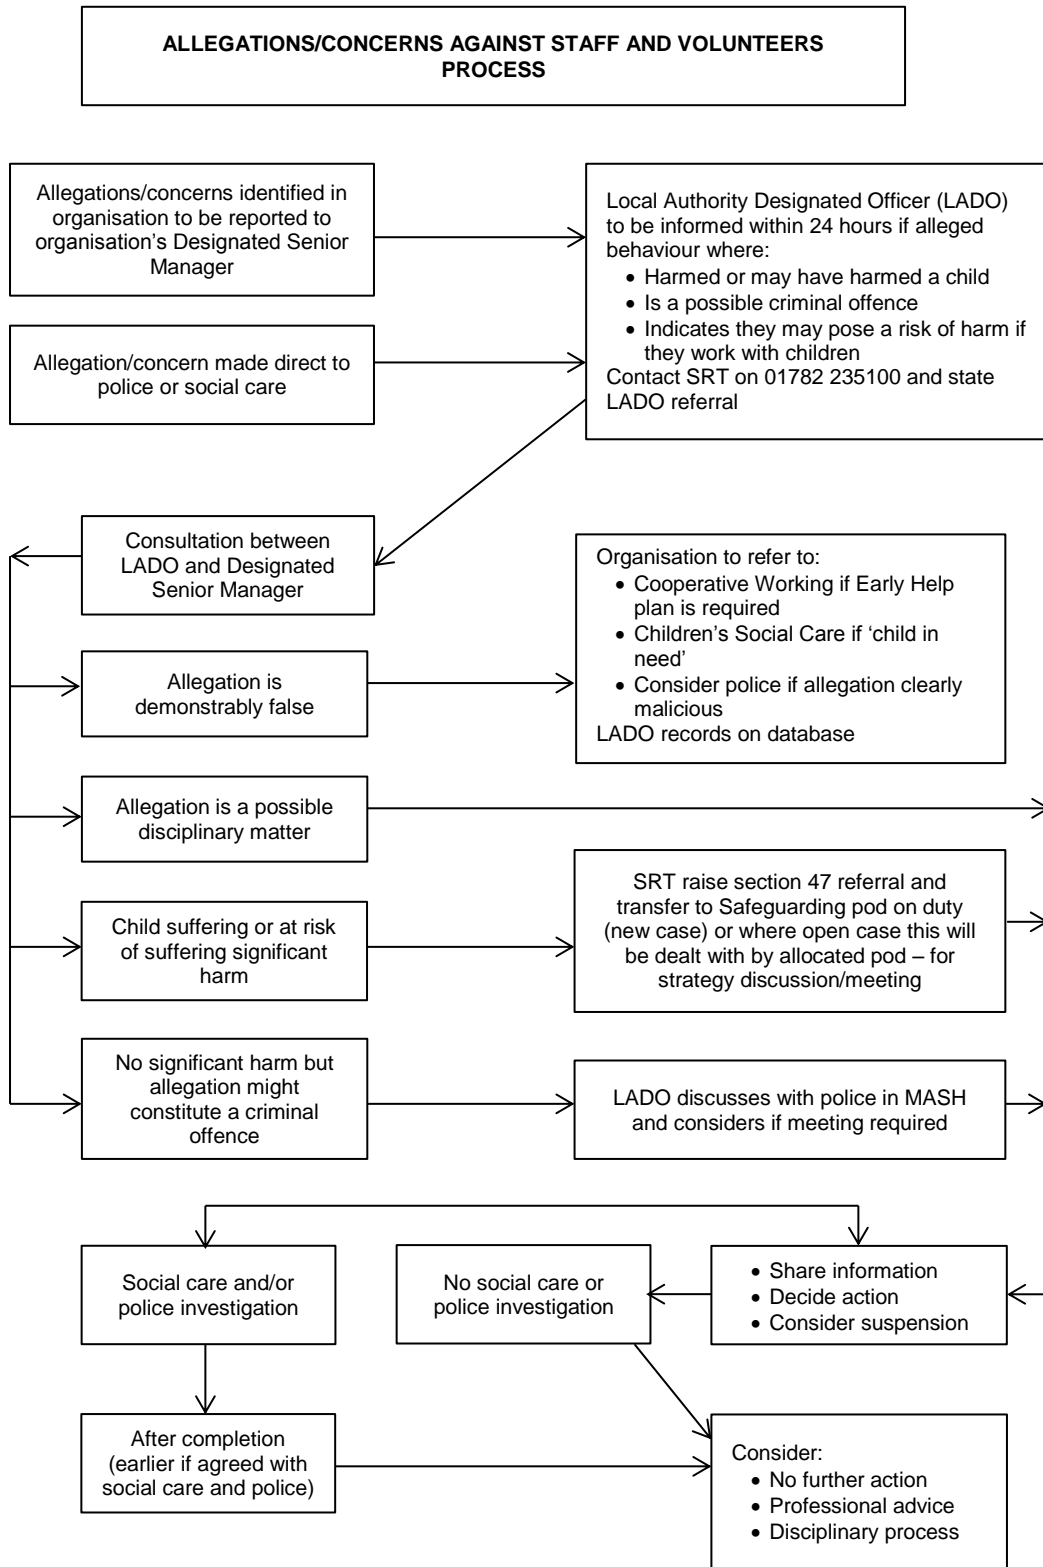 ALLEGATIONS/CONCERNS AGAINST STAFF AND VOLUNTEERS
PROCESS
Allegations/concerns identified in
organisation to be reported to
organisation's Designated Senior
Manager
Local Authority Designated Officer (LADO)
to be informed within 24 hours if alleged
behaviour where:
• Harmed or may have harmed a child
• Is a possible criminal offence
• Indicates they may pose a risk of harm if
they work with children
Contact SRT on 01782 235100 and state
LADO referral
Allegation/concern made direct to
police or social care
Consultation between
LADO and Designated
Senior Manager
Organisation to refer to:
• Cooperative Working if Early Help
plan is required
• Children's Social Care if 'child in
need'
• Consider police if allegation clearly
malicious
LADO records on database
Allegation is
demonstrably false
Allegation is a possible
disciplinary matter
Child suffering or at risk
of suffering significant
harm
SRT raise section 47 referral and
transfer to Safeguarding pod on duty
(new case) or where open case this will
be dealt with by allocated pod – for
strategy discussion/meeting
No significant harm but
allegation might
constitute a criminal
offence
LADO discusses with police in MASH
and considers if meeting required
Social care and/or
police investigation
No social care or
police investigation
• Share information
• Decide action
• Consider suspension
After completion
(earlier if agreed with
social care and police)
Consider:
• No further action
• Professional advice
• Disciplinary process